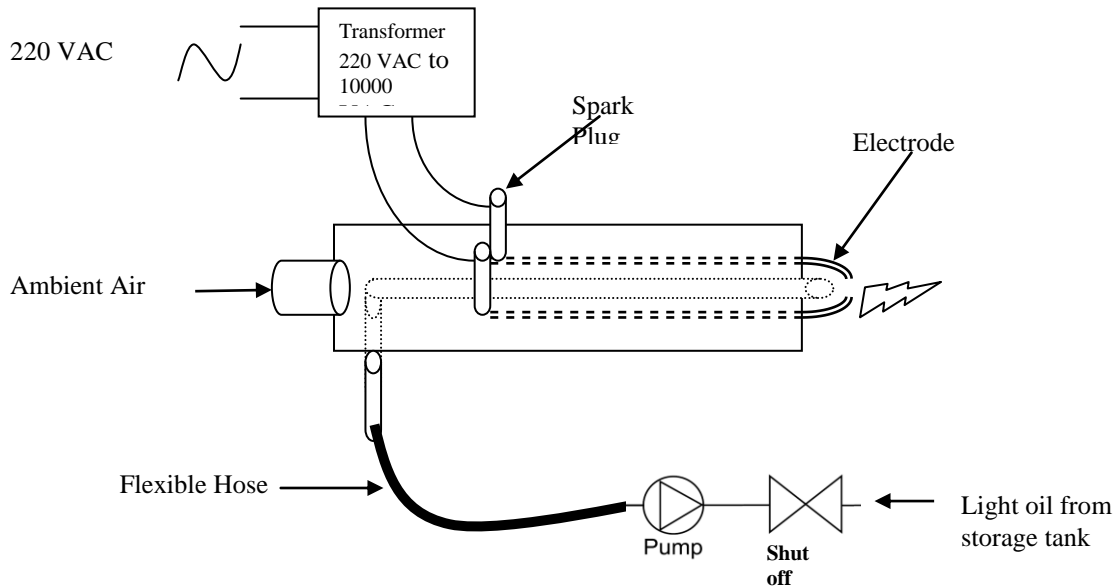 Transformer
220 VAC to
10000
220 VAC
Spark
Plug
Electrode
Ambient Air
Flexible Hose
Pump
Shut
off
Light oil from
storage tank